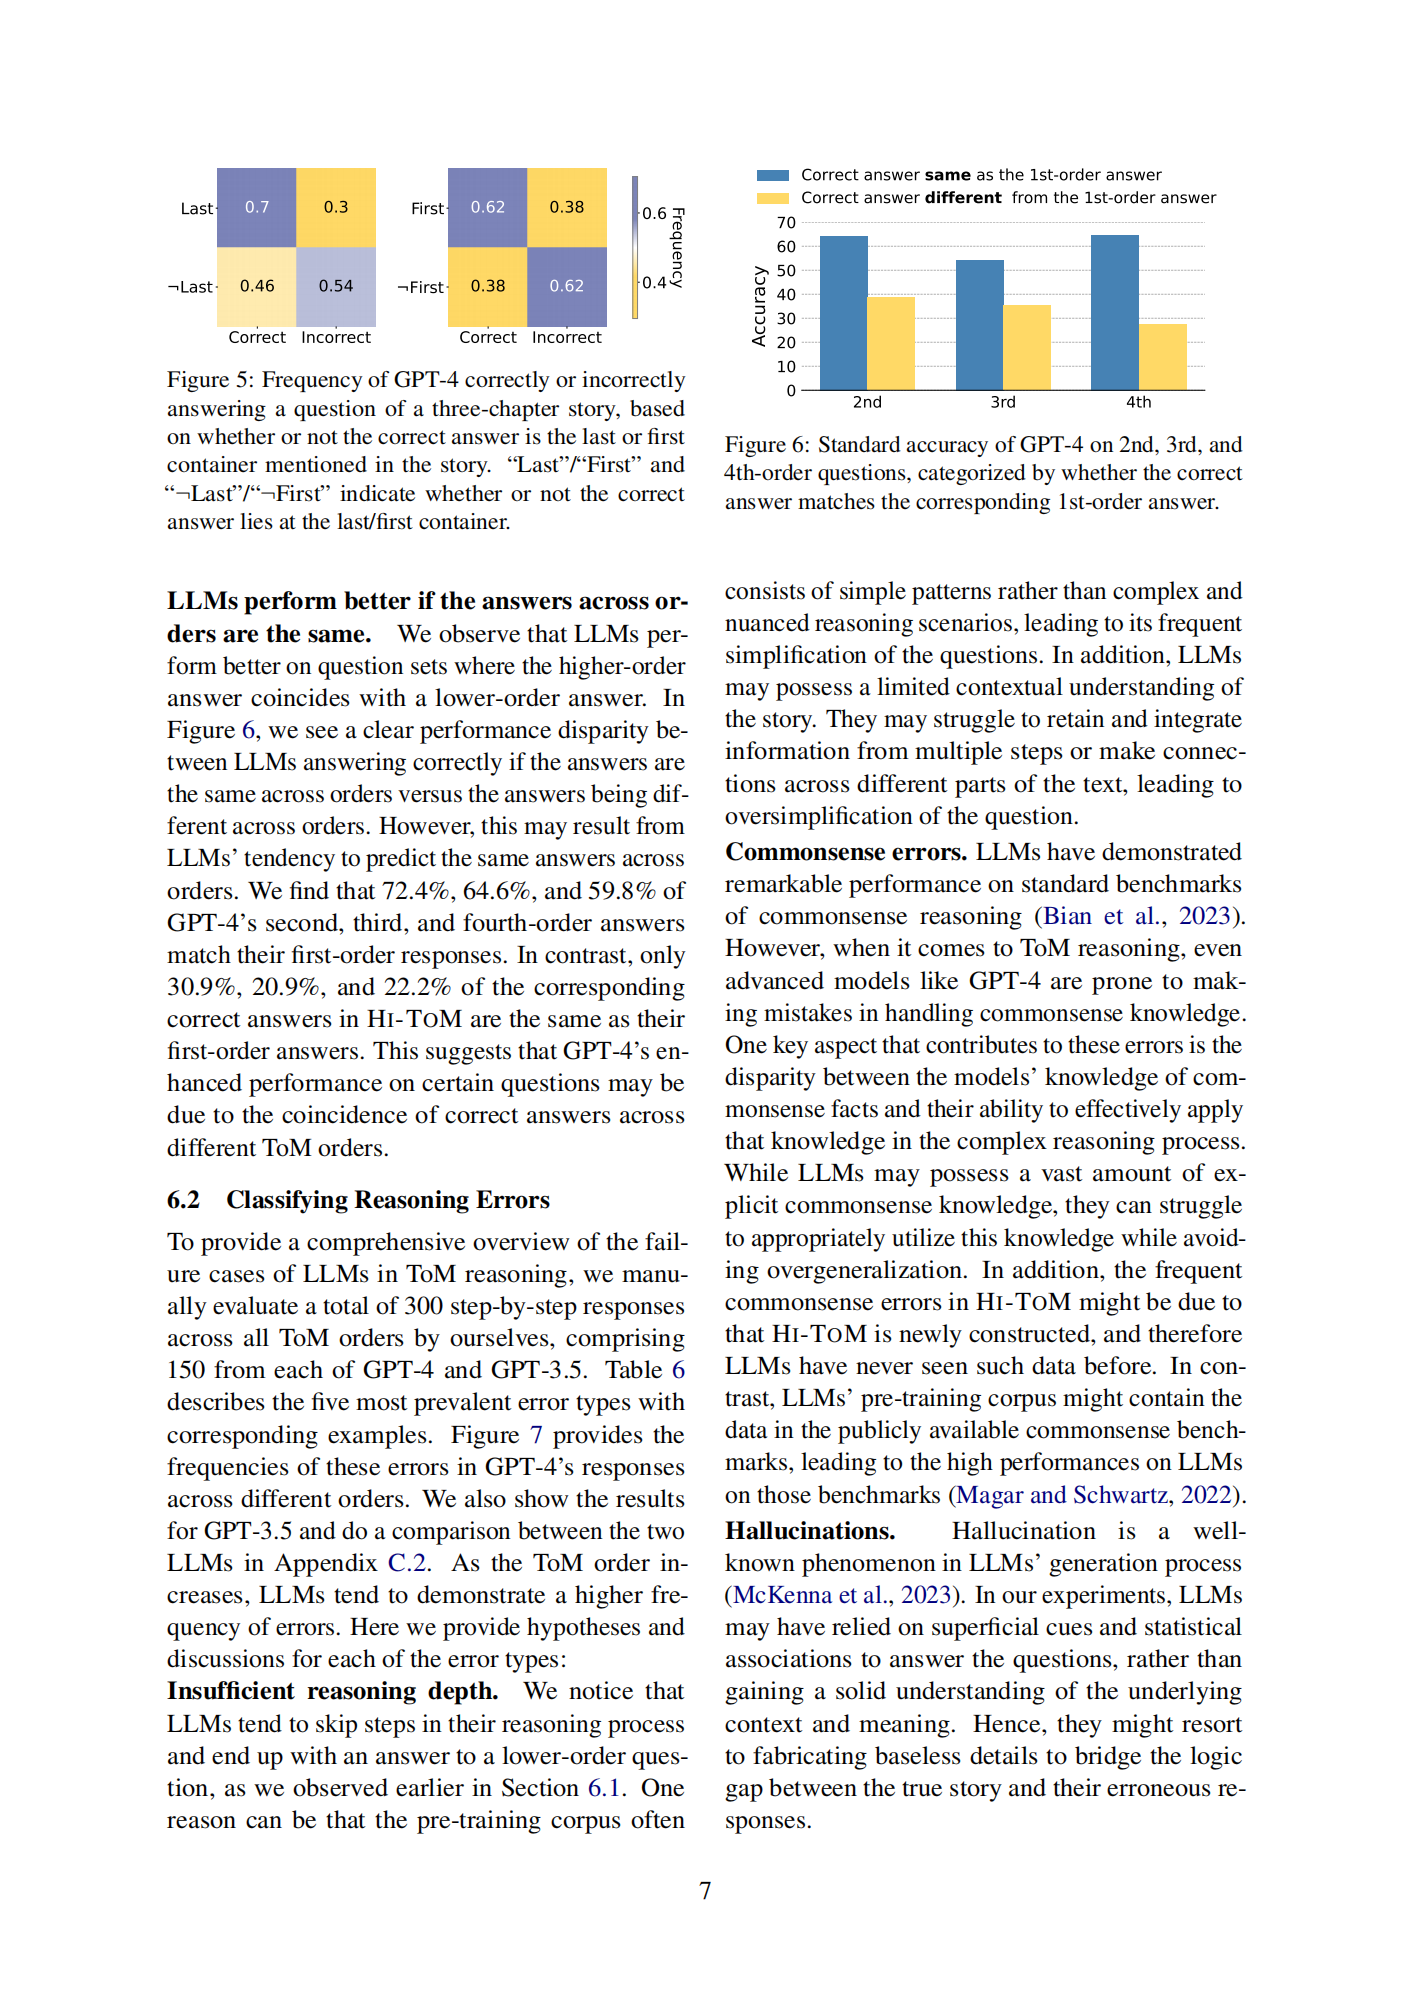 Last
0.7
0.3
¬Last
0.46
0.54
Correct
Incorrect
First
0.62
0.38
¬First
0.38
0.62
Correct
Incorrect
0.6
0.4
Frequency
Figure 5: Frequency of GPT-4 correctly or incorrectly
answering a question of a three-chapter story, based
on whether or not the correct answer is the last or first
container mentioned in the story. “Last”/“First” and
“¬Last”/“¬First” indicate whether or not the correct
answer lies at the last/first container.
Correct answer same as the 1st-order answer
Correct answer different from the 1st-order answer
Accuracy
70
60
50
40
30
20
10
0
2nd
3rd
4th
Figure 6: Standard accuracy of GPT-4 on 2nd, 3rd, and
4th-order questions, categorized by whether the correct
answer matches the corresponding 1st-order answer.
LLMs perform better if the answers across or-
ders are the same. We observe that LLMs per-
form better on question sets where the higher-order
answer coincides with a lower-order answer. In
Figure 6, we see a clear performance disparity be-
tween LLMs answering correctly if the answers are
the same across orders versus the answers being dif-
ferent across orders. However, this may result from
LLMs’ tendency to predict the same answers across
orders. We find that 72.4%, 64.6%, and 59.8% of
GPT-4’s second, third, and fourth-order answers
match their first-order responses. In contrast, only
30.9%, 20.9%, and 22.2% of the corresponding
correct answers in HI-TOM are the same as their
first-order answers. This suggests that GPT-4’s en-
hanced performance on certain questions may be
due to the coincidence of correct answers across
different ToM orders.
6.2 Classifying Reasoning Errors
To provide a comprehensive overview of the fail-
ure cases of LLMs in ToM reasoning, we manu-
ally evaluate a total of 300 step-by-step responses
across all ToM orders by ourselves, comprising
150 from each of GPT-4 and GPT-3.5. Table 6
describes the five most prevalent error types with
corresponding examples. Figure 7 provides the
frequencies of these errors in GPT-4’s responses
across different orders. We also show the results
for GPT-3.5 and do a comparison between the two
LLMs in Appendix C.2. As the ToM order in-
creases, LLMs tend to demonstrate a higher fre-
quency of errors. Here we provide hypotheses and
discussions for each of the error types:
Insufficient reasoning depth. We notice that
LLMs tend to skip steps in their reasoning process
and end up with an answer to a lower-order ques-
tion, as we observed earlier in Section 6.1. One
reason can be that the pre-training corpus often
consists of simple patterns rather than complex and
nuanced reasoning scenarios, leading to its frequent
simplification of the questions. In addition, LLMs
may possess a limited contextual understanding of
the story. They may struggle to retain and integrate
information from multiple steps or make connec-
tions across different parts of the text, leading to
oversimplification of the question.
Commonsense errors. LLMs have demonstrated
remarkable performance on standard benchmarks
of commonsense reasoning (Bian et al., 2023).
However, when it comes to ToM reasoning, even
advanced models like GPT-4 are prone to mak-
ing mistakes in handling commonsense knowledge.
One key aspect that contributes to these errors is the
disparity between the models’ knowledge of com-
monsense facts and their ability to effectively apply
that knowledge in the complex reasoning process.
While LLMs may possess a vast amount of ex-
plicit commonsense knowledge, they can struggle
to appropriately utilize this knowledge while avoid-
ing overgeneralization. In addition, the frequent
commonsense errors in HI-TOM might be due to
that HI-TOM is newly constructed, and therefore
LLMs have never seen such data before. In con-
trast, LLMs’ pre-training corpus might contain the
data in the publicly available commonsense bench-
marks, leading to the high performances on LLMs
on those benchmarks (Magar and Schwartz, 2022).
Hallucinations. Hallucination is a well-
known phenomenon in LLMs’ generation process
(McKenna et al., 2023). In our experiments, LLMs
may have relied on superficial cues and statistical
associations to answer the questions, rather than
gaining a solid understanding of the underlying
context and meaning. Hence, they might resort
to fabricating baseless details to bridge the logic
gap between the true story and their erroneous re-
sponses.
7